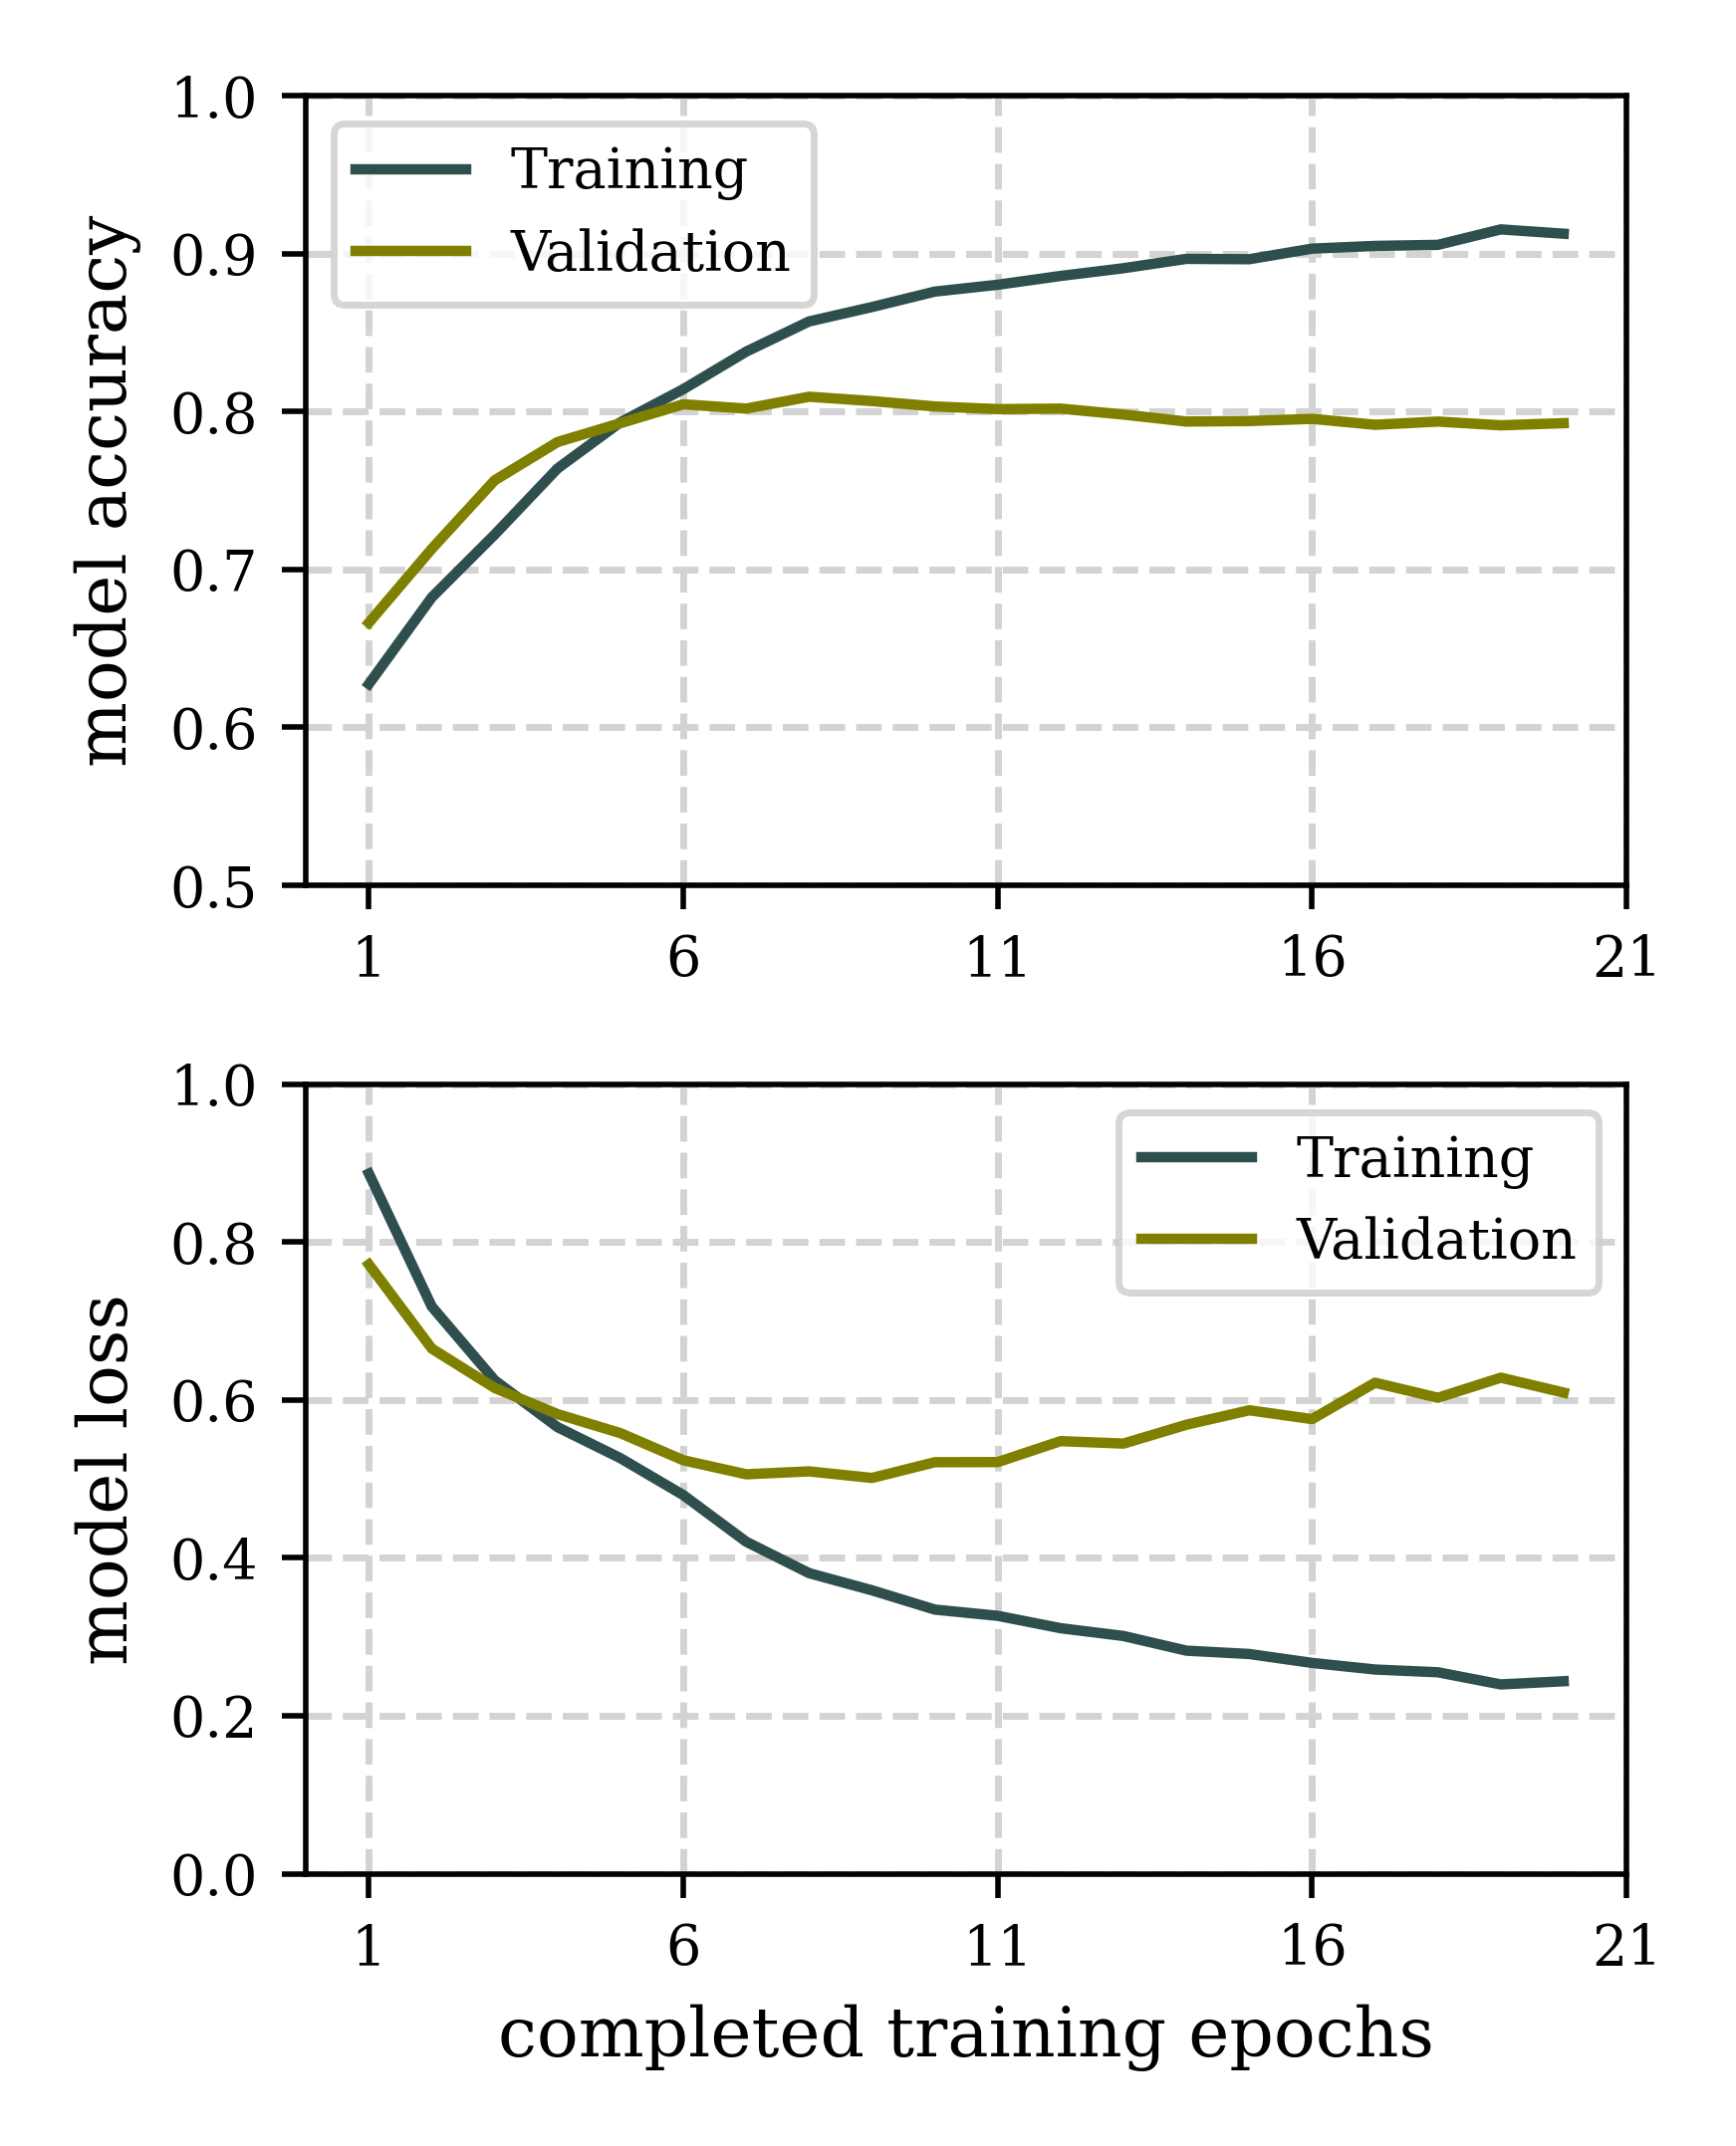 model accuracy
1.0
0.9
0.8
0.7
0.6
0.5
Training
Validation
1 6 11 16 21
model loss
1.0
0.8
0.6
0.4
0.2
0.0
Training
Validation
1 6 11 16 21
completed training epochs